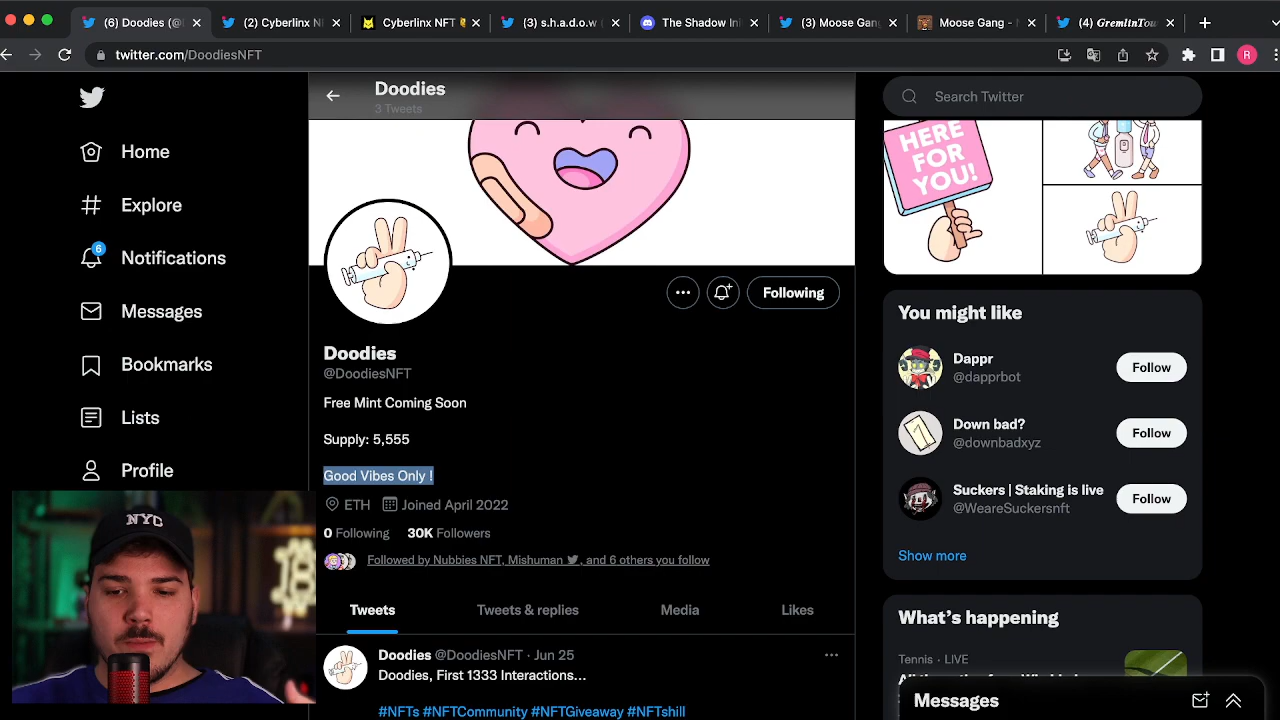 (6) Doodies (@
(2) Cyberlinx N
Cyberlinx NFT
(3) s.h.a.d.o.w
The Shadow Ini
(3) Moose Gan
Moose Gang -
(4) GremlinTow
twitter.com/DoodiesNFT
R
Doodies
3 Tweets
Search Twitter
HERE
FOR
YOU!
Home
Explore
6
Notifications
Messages
Bookmarks
Lists
Profile
Following
Doodies
@DoodiesNFT
Free Mint Coming Soon
Supply: 5,555
Good Vibes Only !
ETH Joined April 2022
0 Following 30K Followers
Followed by Nubbies NFT, Mishuman, and 6 others you follow
Tweets Tweets & replies Media Likes
Doodies @DoodiesNFT · Jun 25
Doodies, First 1333 Interactions...
#NFTs #NFTCommunity #NFTGiveaway #NFTshill
You might like
Dappr
@dapprbot
Follow
Down bad?
@downbadxyz
Follow
Suckers | Staking is live
@WeareSuckersnft
Follow
Show more
What's happening
Tennis · LIVE
Messages
NYC